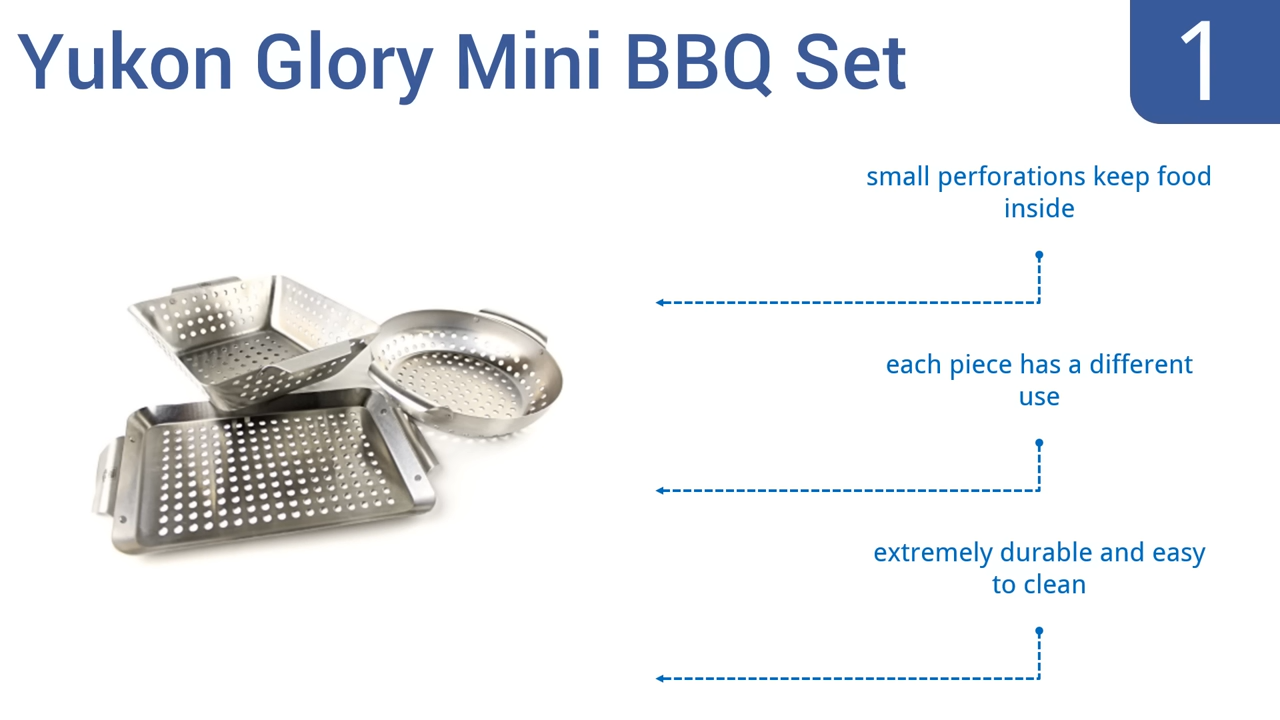 Yukon Glory Mini BBQ Set
1
small perforations keep food
inside
each piece has a different
use
extremely durable and easy
to clean